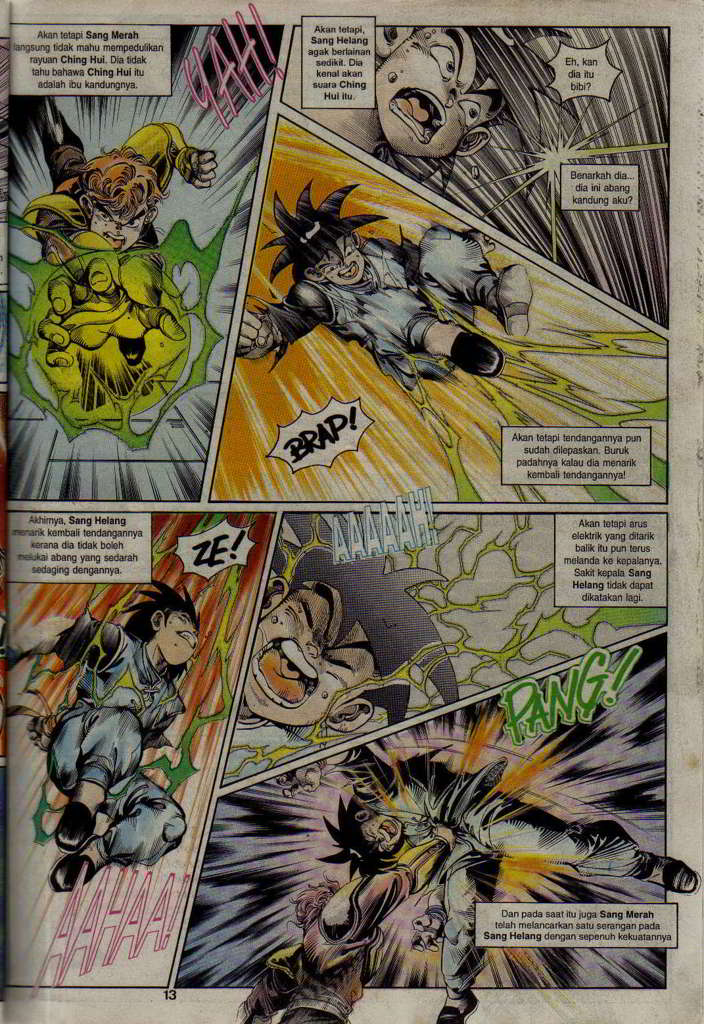 Akan tetapi Sang Merah
langsung tidak mahu mempedulikan
rayuan Ching Hui. Dia tidak
tahu bahawa Ching Hui itu
adalah ibu kandungnya.
YAH!
Akan tetapi,
Sang Helang
agak berlainan
sedikit. Dia
kenal akan
suara Ching
Hui itu.
Eh, kan
dia itu
bibi?
Benarkah dia...
dia ini abang
kandung aku?
BRAP!
Akan tetapi tendangannya pun
sudah dilepaskan. Buruk
padahnya kalau dia menarik
kembali tendangannya!
Akhirnya, Sang Helang
menarik kembali tendangannya
kerana dia tidak boleh
melukai abang yang sedarah
sedaging dengannya.
ZE!
AAHAA!
AAAAAH!
Akan tetapi arus
elektrik yang ditarik
balik itu pun terus
melanda ke kepalanya.
Sakit kepala Sang
Helang tidak dapat
dikatakan lagi.
PANG!
Dan pada saat itu juga Sang Merah
telah melancarkan satu serangan pada
Sang Helang dengan sepenuh kekuatannya
13